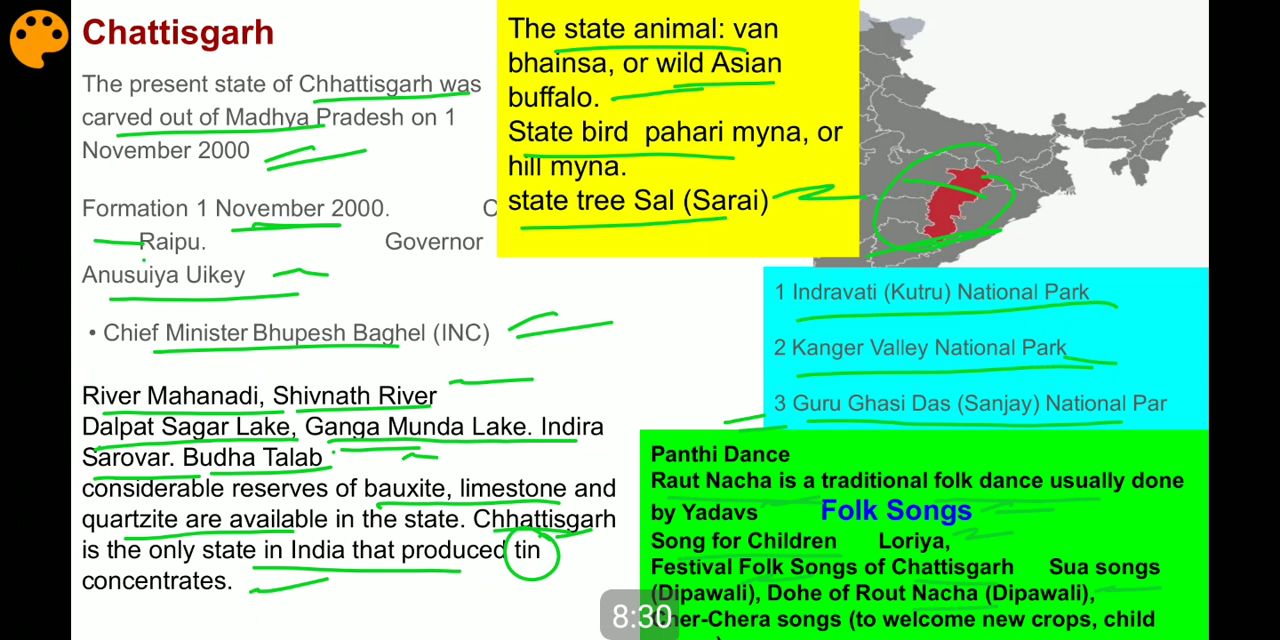 Chattisgarh
The present state of Chhattisgarh was
carved out of Madhya Pradesh on 1
November 2000
Formation 1 November 2000. C
Raipu. Governor
Anusuiya Uikey
• Chief Minister Bhupesh Baghel (INC)
River Mahanadi, Shivnath River
Dalpat Sagar Lake, Ganga Munda Lake. Indira
Sarovar. Budha Talab
considerable reserves of bauxite, limestone and
quartzite are available in the state. Chhattisgarh
is the only state in India that produced tin
concentrates.
The state animal: van
bhainsa, or wild Asian
buffalo.
State bird pahari myna, or
hill myna.
state tree Sal (Sarai)
1 Indravati (Kutru) National Park
2 Kanger Valley National Park
3 Guru Ghasi Das (Sanjay) National Par
Panthi Dance
Raut Nacha is a traditional folk dance usually done
by Yadavs Folk Songs
Song for Children Loriya,
Festival Folk Songs of Chattisgarh Sua songs
(Dipawali), Dohe of Rout Nacha (Dipawali),
Cher-Chera songs (to welcome new crops, child
8:30